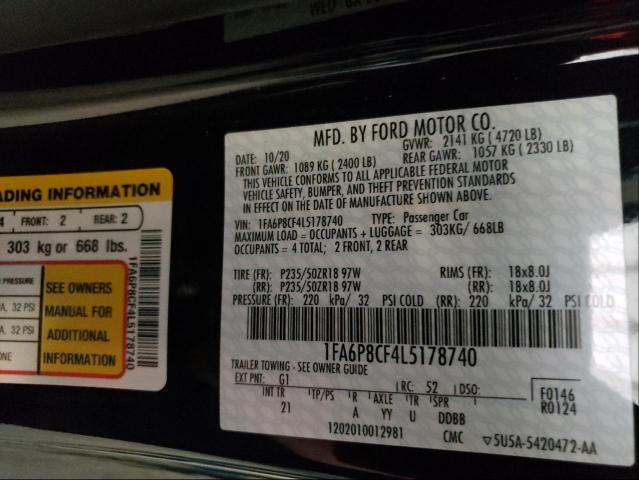 MFD. BY FORD MOTOR CO.
DATE: 10/20 GVWR: 2141 KG ( 4720 LB)
FRONT GAWR: 1089 KG ( 2400 LB) REAR GAWR: 1057 KG ( 2330 LB)
THIS VEHICLE CONFORMS TO ALL APPLICABLE FEDERAL MOTOR
VEHICLE SAFETY, BUMPER, AND THEFT PREVENTION STANDARDS
IN EFFECT ON THE DATE OF MANUFACTURE SHOWN ABOVE.
VIN: 1FA6P8CF4L5178740 TYPE: Passenger Car
MAXIMUM LOAD = OCCUPANTS + LUGGAGE = 303KG/ 668LB
OCCUPANTS = 4 TOTAL; 2 FRONT, 2 REAR
TIRE (FR): P235/50ZR18 97W RIMS (FR): 18x8.0J
(RR): P235/50ZR18 97W (RR): 18x8.0J
PRESSURE (FR): 220 kPa/ 32 PSI COLD (RR): 220 kPa/ 32 PSI COLD
1FA6P8CF4L5178740
TRAILER TOWING - SEE OWNER GUIDE
EXT PNT: G1 RC: 52 DSO:
INT TR TP/PS R AXLE TR SPR
21 A YY U DDBB
F0146
R0124
1202010012981 CMC 5U5A-5420472-AA
ADING INFORMATION
4 FRONT: 2 REAR: 2
303 kg or 668 lbs.
PRESSURE
32 PSI
32 PSI
SEE OWNERS
MANUAL FOR
ADDITIONAL
INFORMATION
1FA6P8CF4L5178740